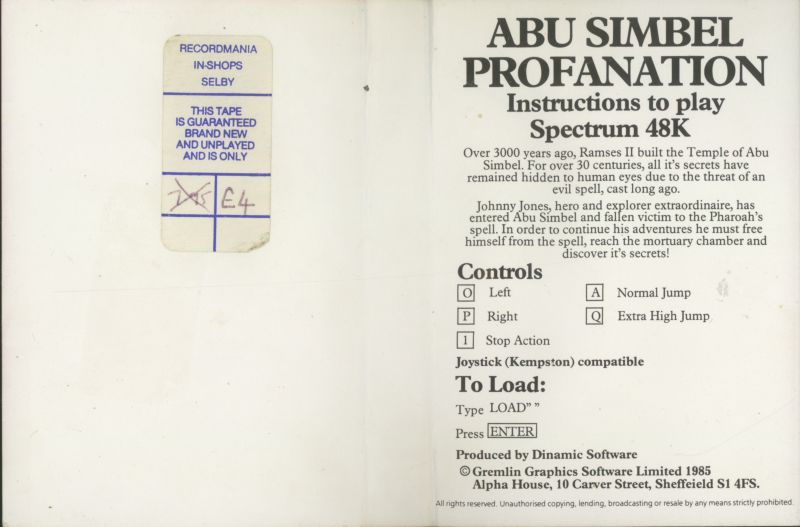 RECORDMANIA
IN-SHOPS
SELBY
THIS TAPE
IS GUARANTEED
BRAND NEW
AND UNPLAYED
AND IS ONLY
E4
ABU SIMBEL
PROFANATION
Instructions to play
Spectrum 48K
Over 3000 years ago, Ramses II built the Temple of Abu
Simbel. For over 30 centuries, all it's secrets have
remained hidden to human eyes due to the threat of an
evil spell, cast long ago.
Johnny Jones, hero and explorer extraordinaire, has
entered Abu Simbel and fallen victim to the Pharoah's
spell. In order to continue his adventures he must free
himself from the spell, reach the mortuary chamber and
discover it's secrets!
Controls
O Left A Normal Jump
P Right Q Extra High Jump
1 Stop Action
Joystick (Kempston) compatible
To Load:
Type LOAD” ”
Press ENTER
Produced by Dinamic Software
© Gremlin Graphics Software Limited 1985
Alpha House, 10 Carver Street, Sheffeield S1 4FS.
All rights reserved. Unauthorised copying, lending, broadcasting or resale by any means strictly prohibited.